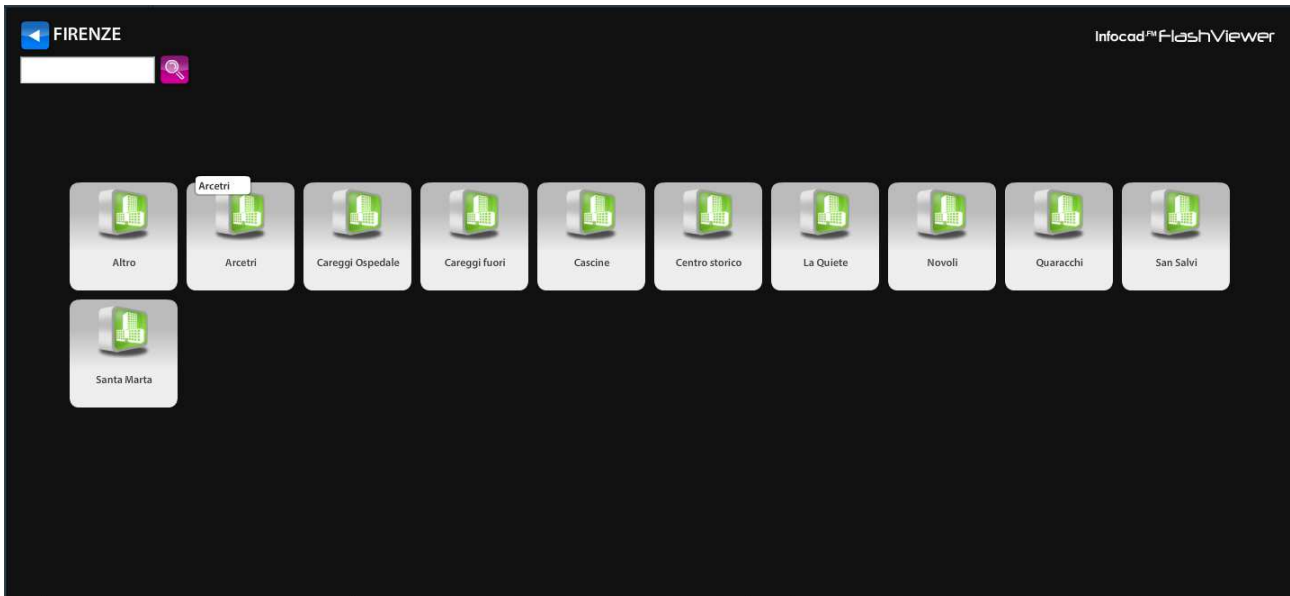 FIRENZE
Infocad FM FlashViewer
Arcetri
Altro
Arcetri
Careggi Ospedale
Careggi fuori
Cascine
Centro storico
La Quiete
Novoli
Quaracchi
San Salvi
Santa Marta